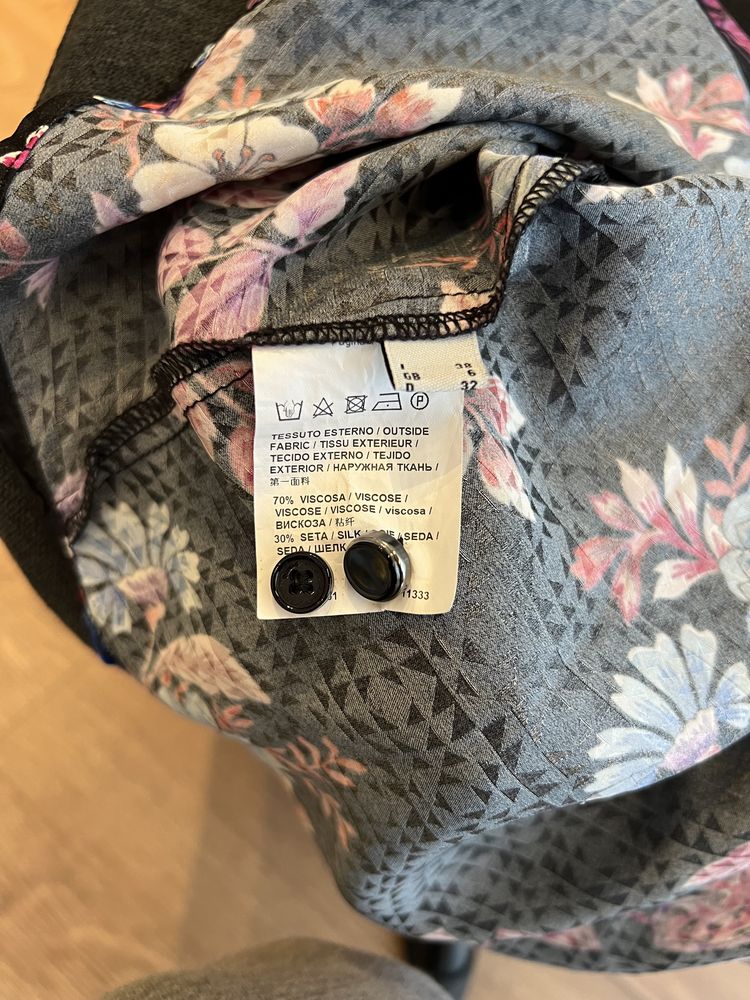 I 38
GB 6
D 32
P
TESSUTO ESTERNO / OUTSIDE
FABRIC / TISSU EXTERIEUR /
TECIDO EXTERNO / TEJIDO
EXTERIOR / НАРУЖНАЯ ТКАНЬ /
第一面料
70% VISCOSA / VISCOSE /
VISCOSE / VISCOSE / viscosa /
ВИСКОЗА / 粘纤
30% SETA / SILK / SEDA /
SEDA / ШЕЛК
11333